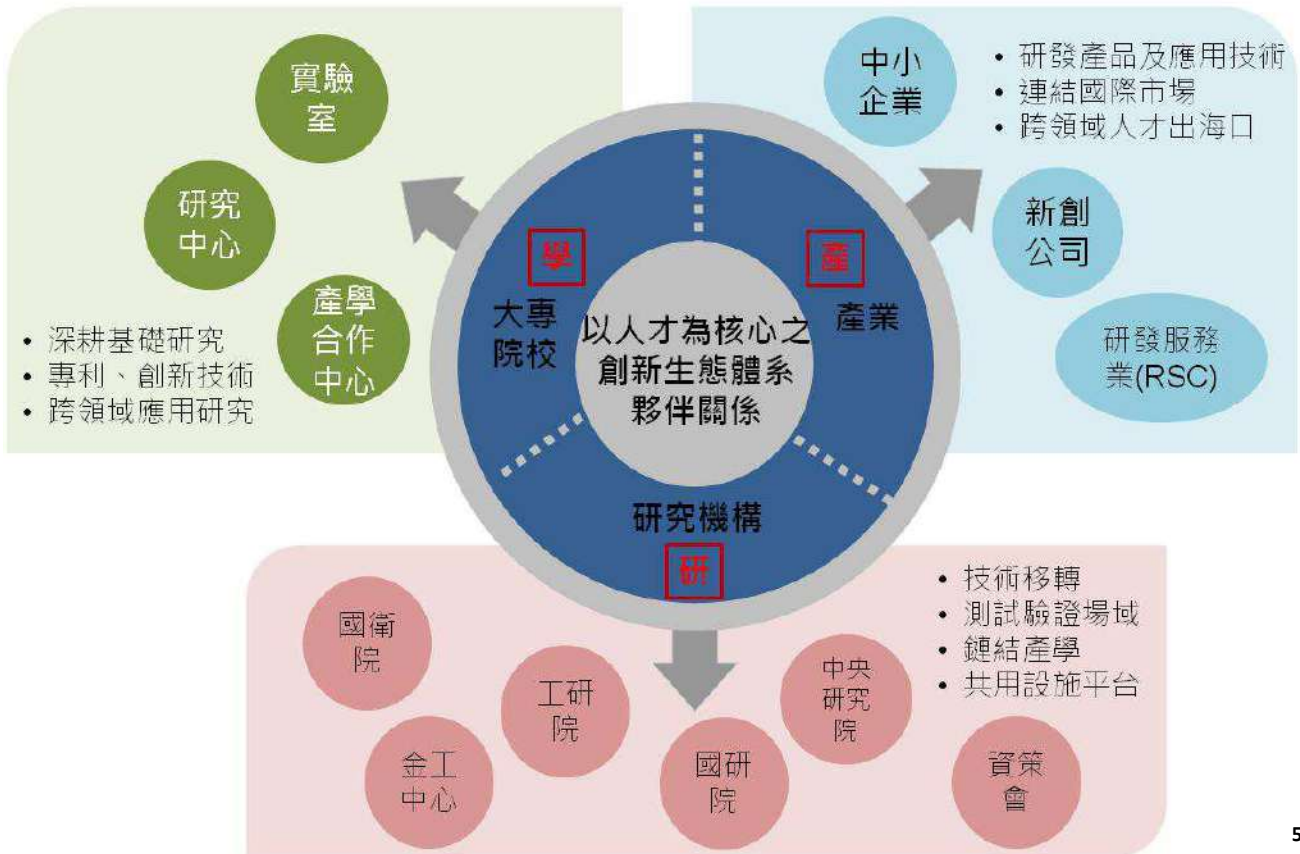 實驗
室
研究
中心
產學
合作
中心
• 深耕基礎研究
• 專利、創新技術
• 跨領域應用研究
中小
企業
• 研發產品及應用技術
• 連結國際市場
• 跨領域人才出海口
新創
公司
研發服務
業(RSC)
學
大專
院校
產
產業
以人才為核心之
創新生態體系
夥伴關係
研究機構
研
國衛
院
金工
中心
工研
院
國研
院
中央
研究
院
資策
會
• 技術移轉
• 測試驗證場域
• 鏈結產學
• 共用設施平台
5